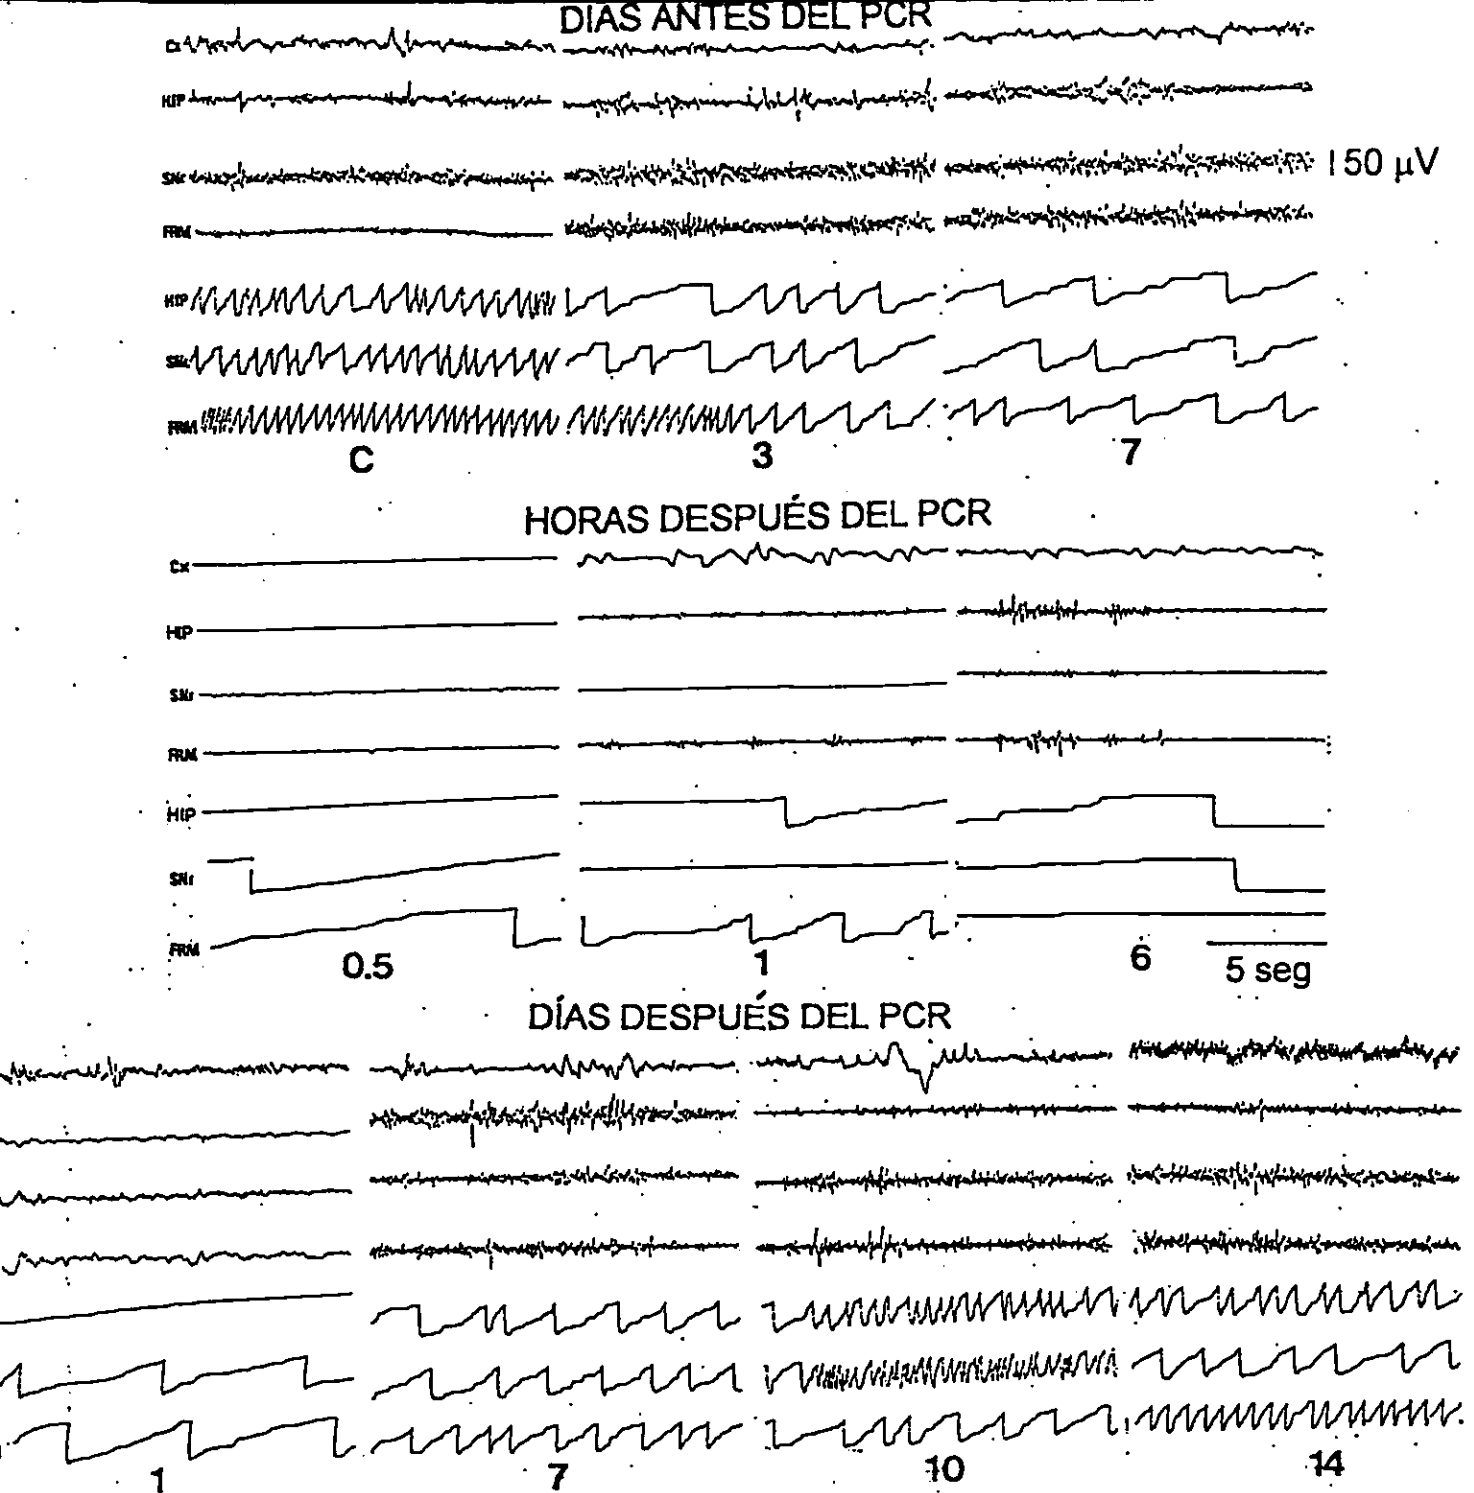 DÍAS ANTES DEL PCR
Cx
HIP
SNr
50 µV
FRM
HIP
SNr
FRM
C 3 7
HORAS DESPUÉS DEL PCR
Cx
HIP
SNr
FRM
HIP
SNr
FRM
0.5 1 6
5 seg
DÍAS DESPUÉS DEL PCR
1 7 10 14